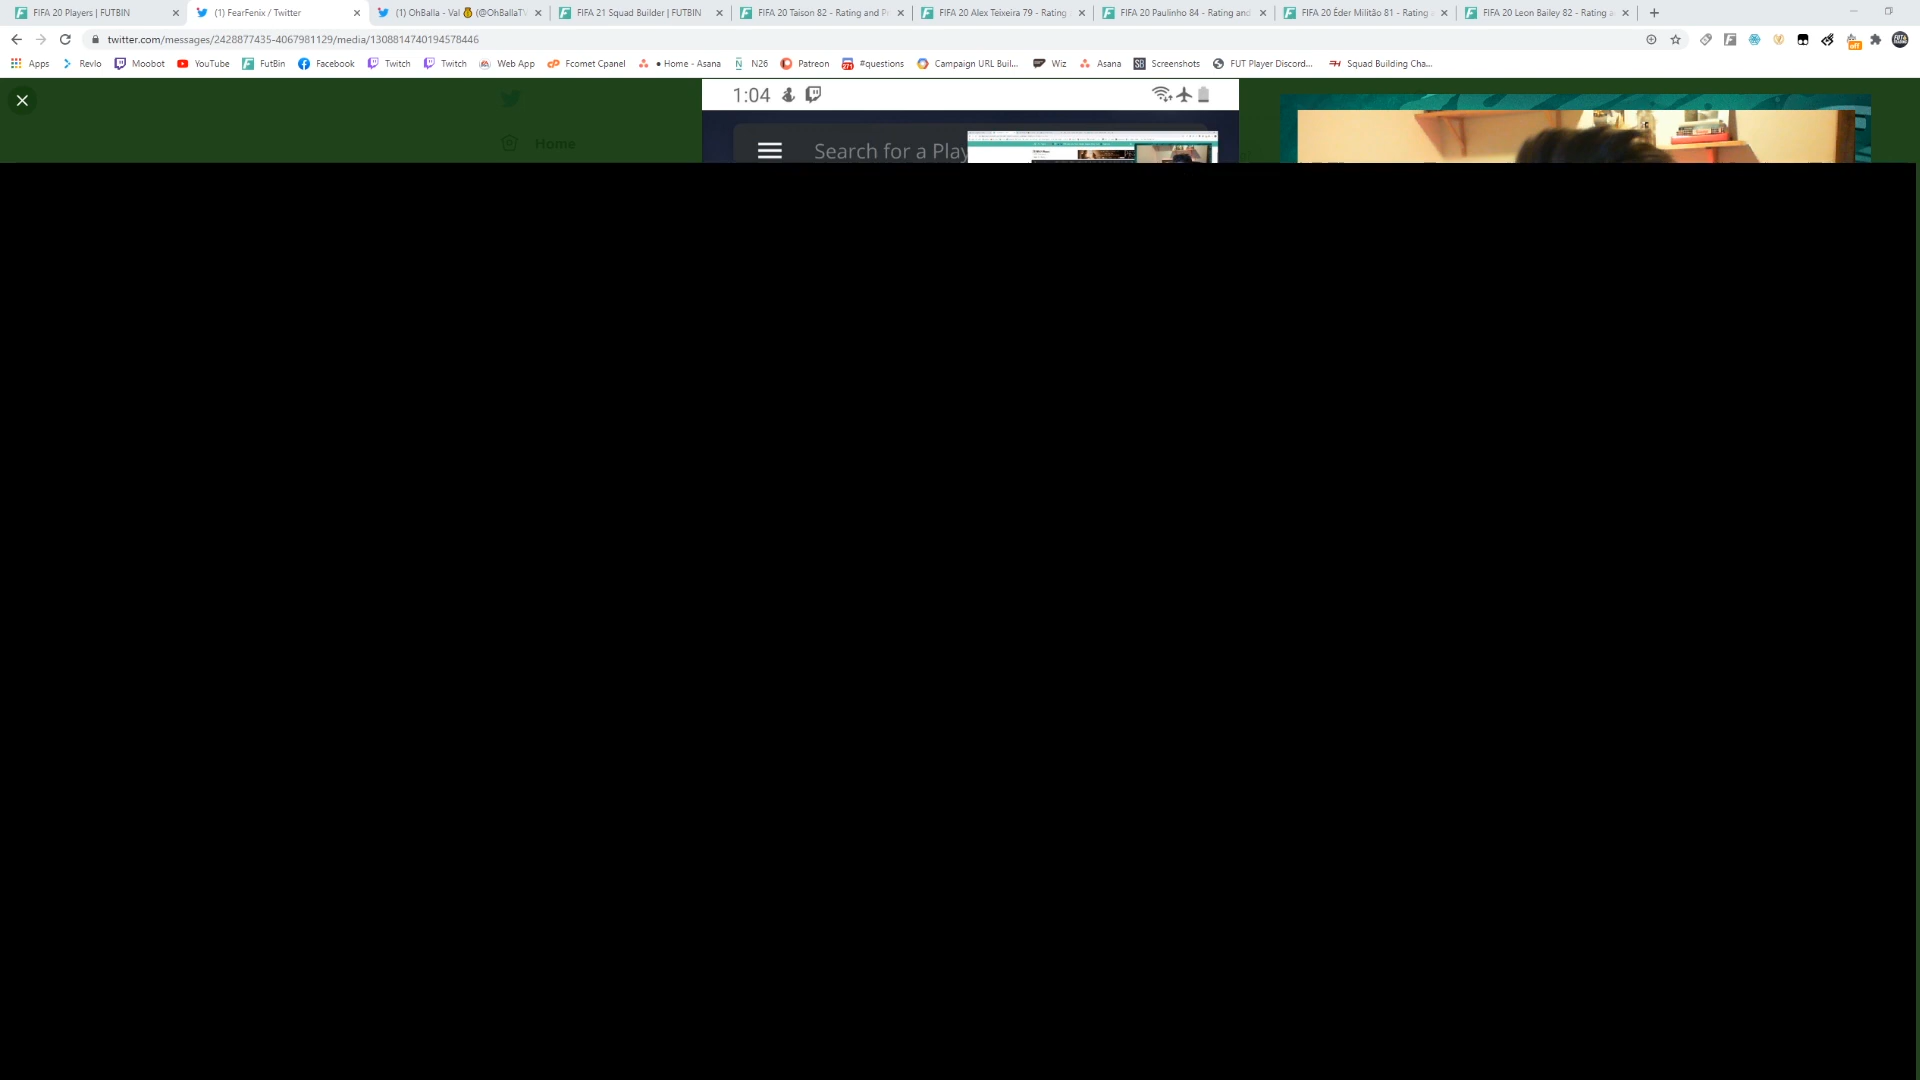 FIFA 20 Players | FUTBIN
(1) FearFenix / Twitter
(1) OhBalla - Val 💰 (@OhBallaTV
FIFA 21 Squad Builder | FUTBIN
FIFA 20 Taison 82 - Rating and P
FIFA 20 Alex Teixeira 79 - Rating
FIFA 20 Paulinho 84 - Rating and
FIFA 20 Éder Militão 81 - Rating
FIFA 20 Leon Bailey 82 - Rating
twitter.com/messages/2428877435-4067981129/media/1308814740194578446
Apps
Revlo
Moobot
YouTube
FutBin
Facebook
Twitch
Twitch
Web App
Fcomet Cpanel
• Home - Asana
N26
Patreon
#questions
Campaign URL Buil...
Wiz
Asana
Screenshots
FUT Player Discord...
Squad Building Cha...
1:04
Home
Search for a Play